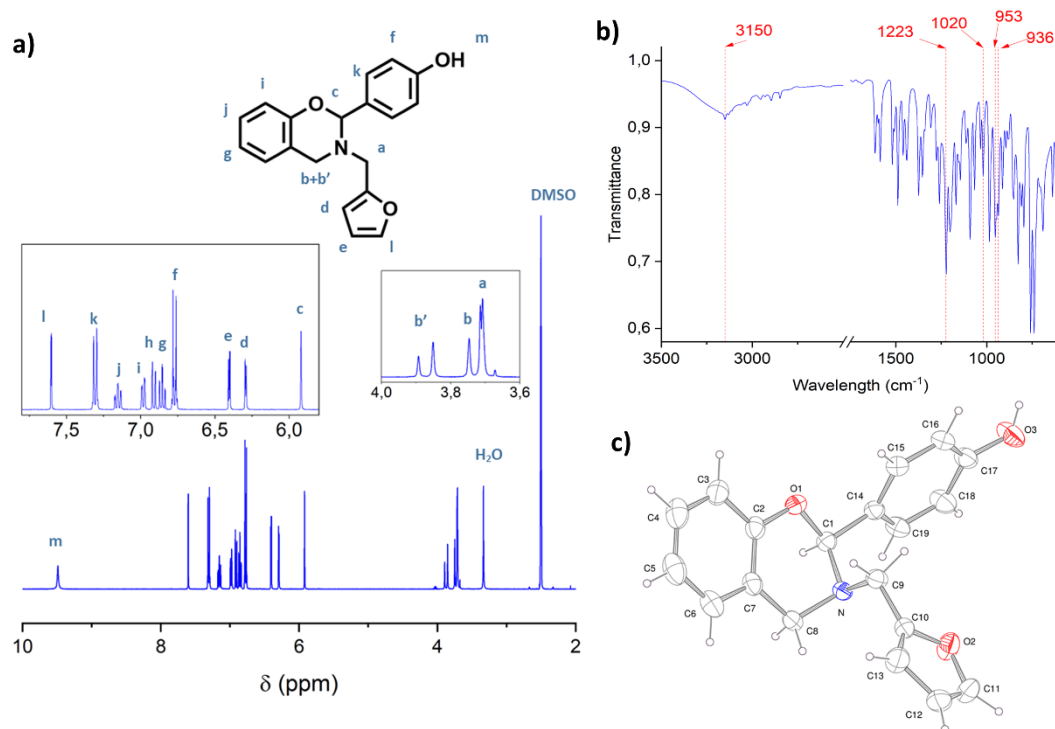 a)
f
m
OH
k
c
i
O
j
N
a
g
b+b’
d
O
e
l
DMSO
f
l
k
c
h
g
e
d
j
i
7,5
7,0
6,5
6,0
a
b’
b
4,0
3,8
3,6
H₂O
m
10
8
6
4
2
δ (ppm)
b)
3150
1223
1020
953
936
1,0
0,9
0,8
0,7
0,6
Transmittance
3500
3000
1500
1000
Wavelength (cm⁻¹)
c)
C16
O3
C15
C17
C3
O1
C2
C14
C18
C4
C1
C19
C5
C9
N
C6
C7
C8
C10
O2
C13
C11
C12